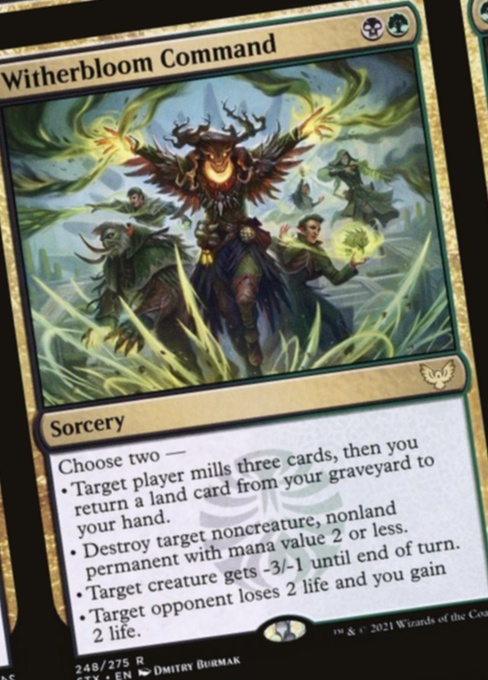 Witherbloom Command
Sorcery
Choose two —
• Target player mills three cards, then you
return a land card from your graveyard to
your hand.
• Destroy target noncreature, nonland
permanent with mana value 2 or less.
• Target creature gets -3/-1 until end of turn.
• Target opponent loses 2 life and you gain
2 life.
248/275 R
STX • EN Dmitry Burmak
™ & © 2021 Wizards of the Coa